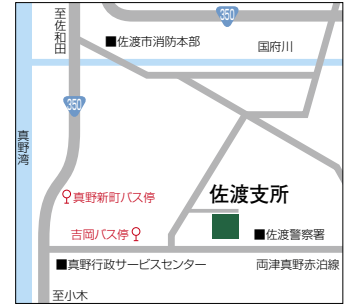 至佐和田
350
■佐渡市消防本部
国府川
350
真野湾
真野新町バス停
佐渡支所
吉岡バス停
■佐渡警察署
■真野行政サービスセンター
両津真野赤泊線
至小木